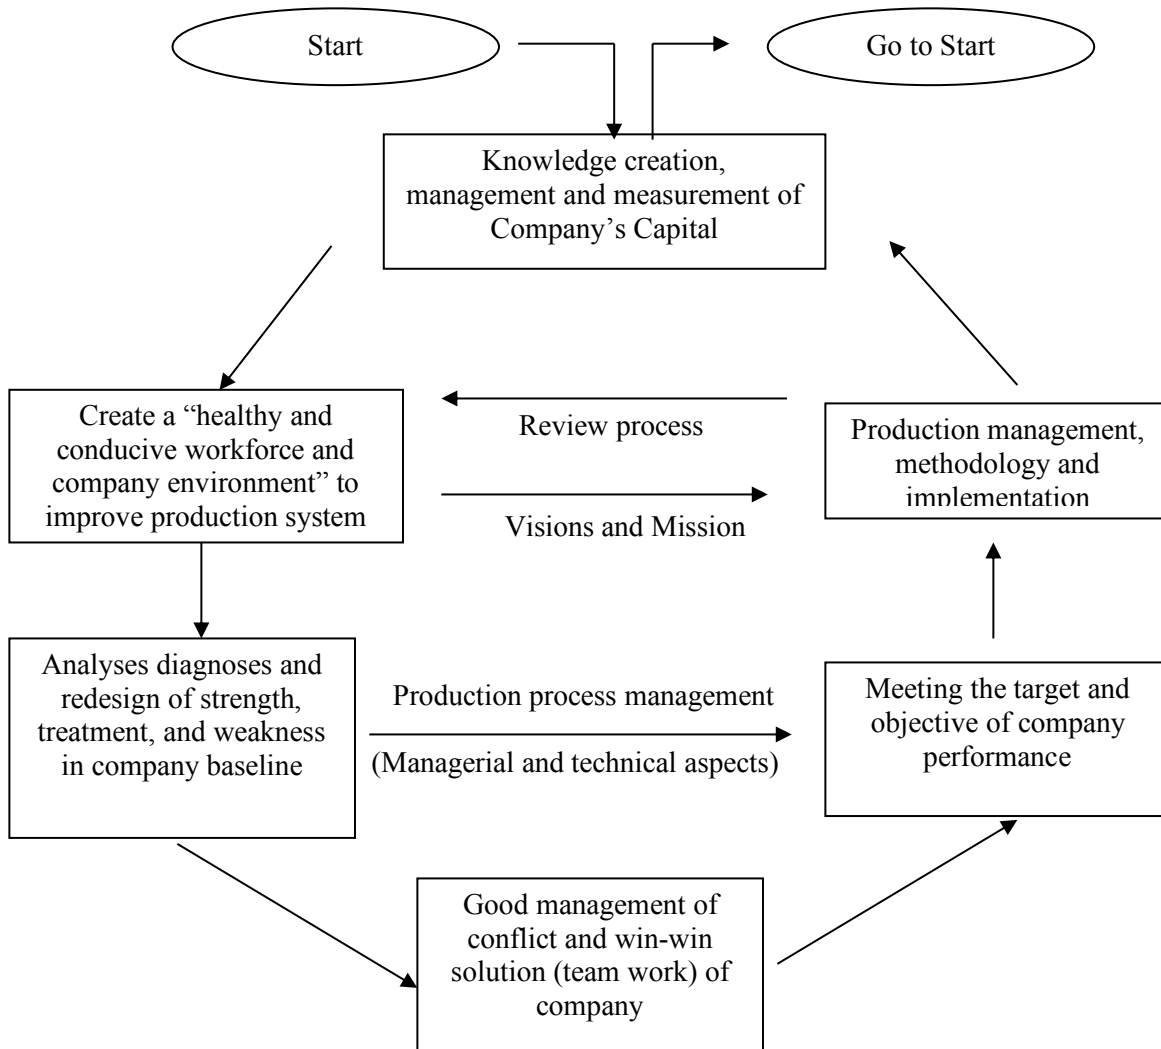 Start
Go to Start
Knowledge creation,
management and measurement of
Company’s Capital
Create a “healthy and
conducive workforce and
company environment” to
improve production system
Review process
Visions and Mission
Production management,
methodology and
implementation
Analyses diagnoses and
redesign of strength,
treatment, and weakness
in company baseline
Production process management
(Managerial and technical aspects)
Meeting the target and
objective of company
performance
Good management of
conflict and win-win
solution (team work) of
company